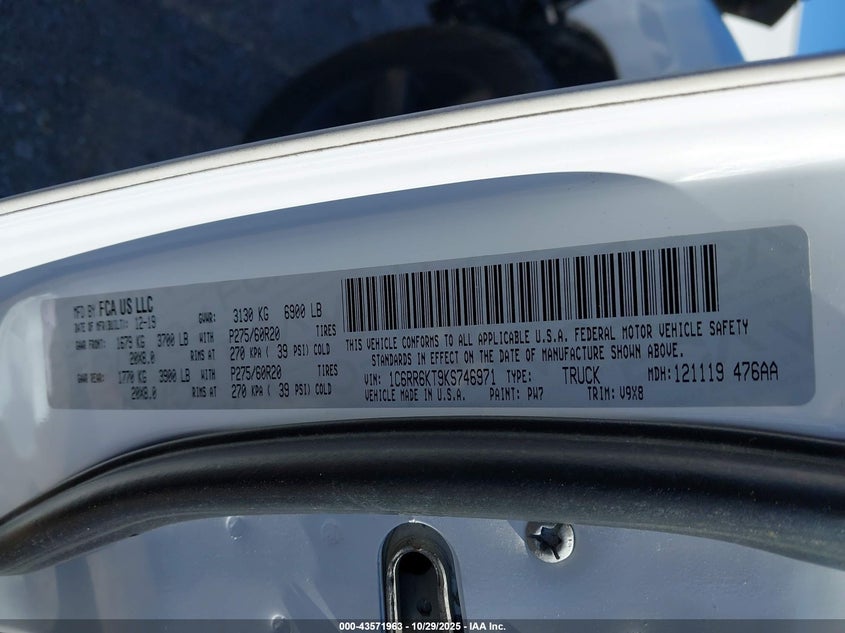 MFD BY FCA US LLC
DATE OF MFR/BUILT: 12-19 GVWR: 3130 KG 6900 LB
GAWR FRONT: 1679 KG 3700 LB WITH P275/60R20 TIRES
20X8.0 RIMS AT 270 KPA ( 39 PSI) COLD
GAWR REAR: 1770 KG 3900 LB WITH P275/60R20 TIRES
20X8.0 RIMS AT 270 KPA ( 39 PSI) COLD
THIS VEHICLE CONFORMS TO ALL APPLICABLE U.S.A. FEDERAL MOTOR VEHICLE SAFETY
STANDARDS IN EFFECT ON THE DATE OF MANUFACTURE SHOWN ABOVE.
VIN: 1C6RR6KT9KS746971 TYPE: TRUCK MDH: 121119 476AA
VEHICLE MADE IN U.S.A. PAINT: PW7 TRIM: V9X8
000-43571963 - 10/29/2025 - IAA Inc.